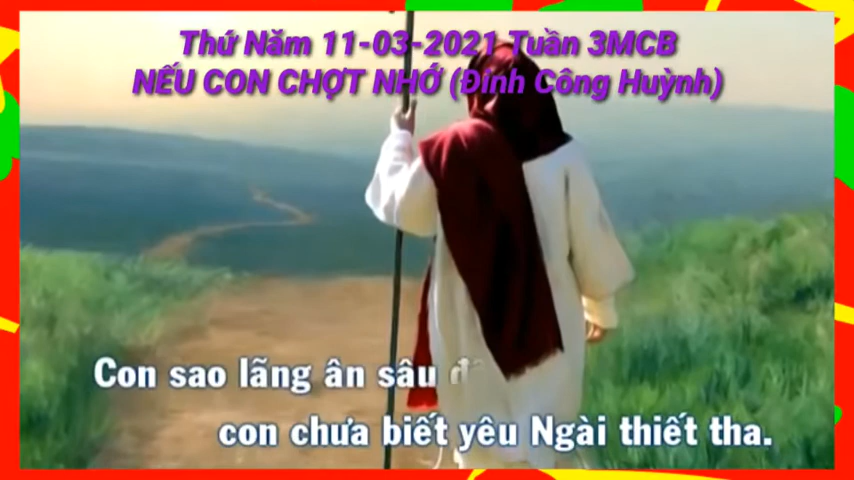 Thứ Năm 11-03-2021 Tuần 3MCB
NẾU CON CHỢT NHỚ (Đinh Công Huỳnh)
Con sao lãng ân sâu
con chưa biết yêu Ngài thiết tha.